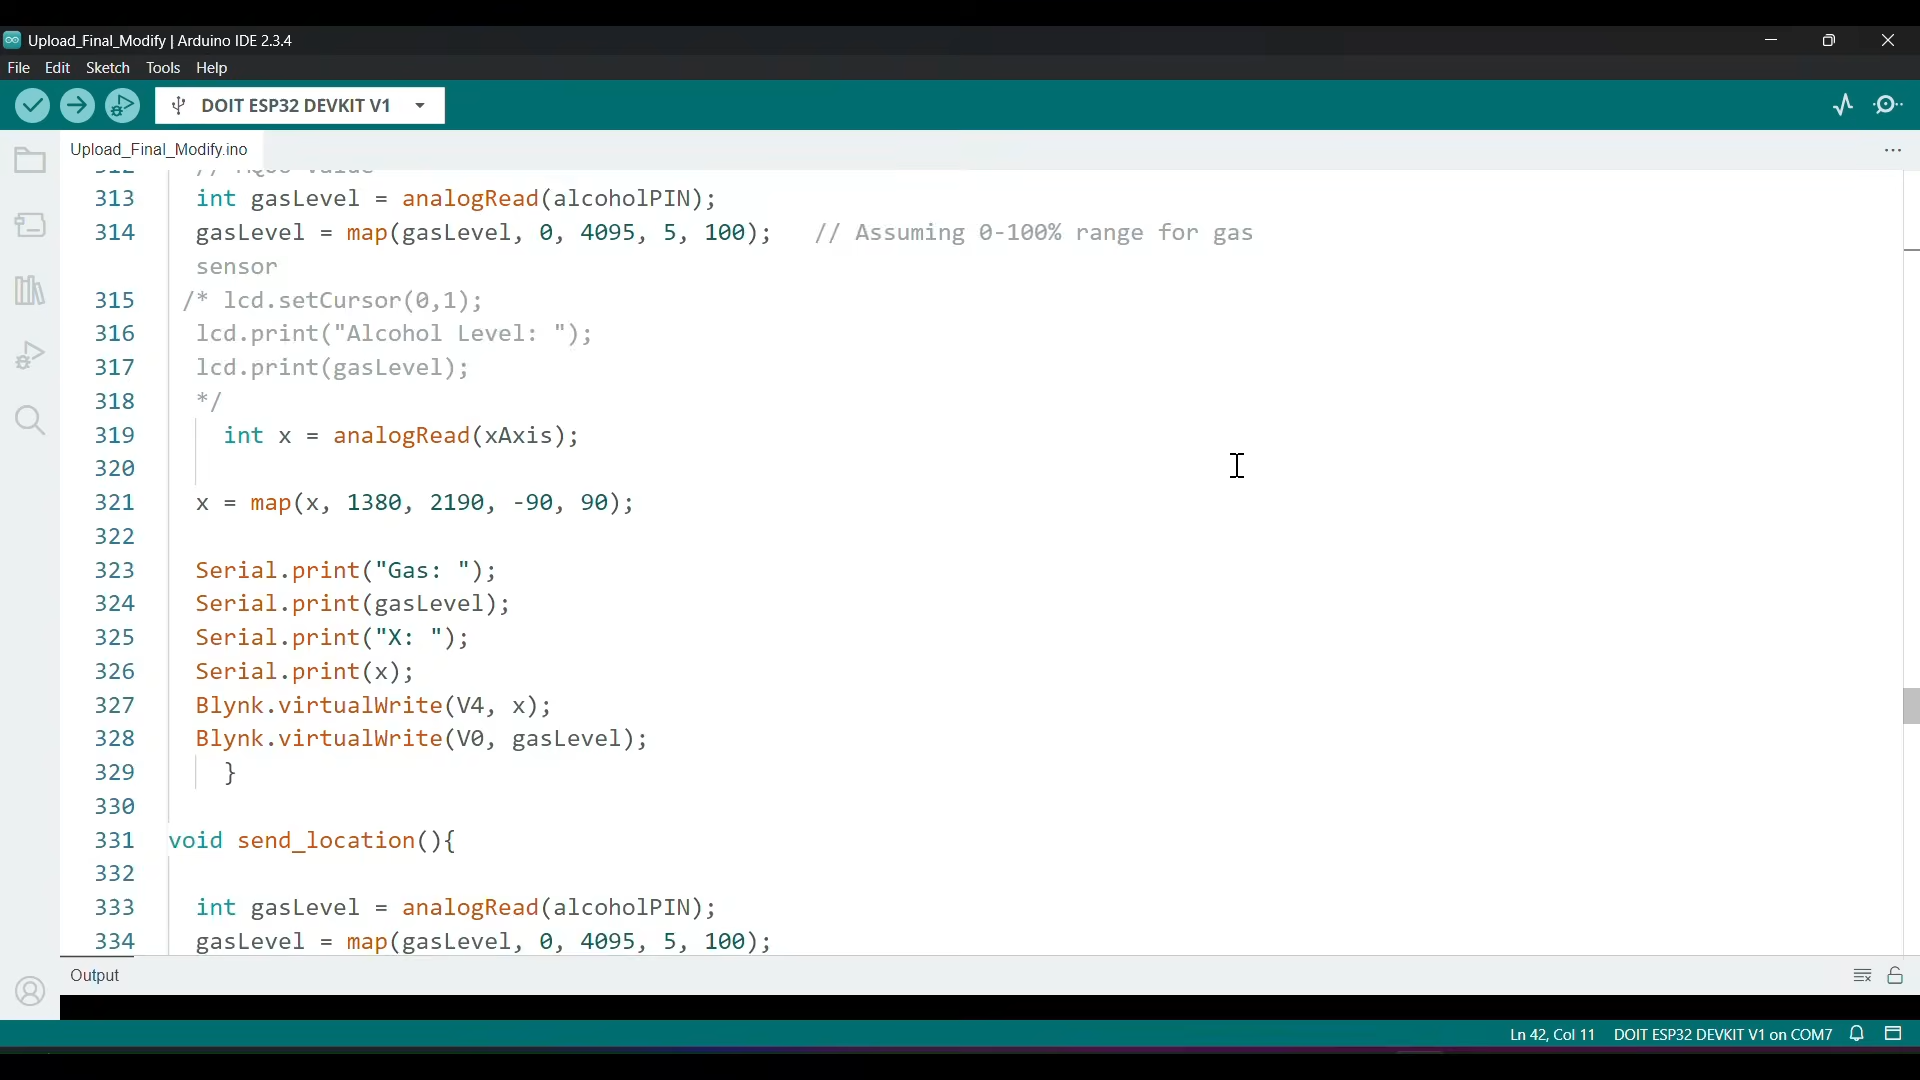 Upload_Final_Modify | Arduino IDE 2.3.4
File Edit Sketch Tools Help
DOIT ESP32 DEVKIT V1
Upload_Final_Modify.ino
313 int gasLevel = analogRead(alcoholPIN);
314 gasLevel = map(gasLevel, 0, 4095, 5, 100); // Assuming 0-100% range for gas
sensor
315 /* lcd.setCursor(0,1);
316 lcd.print("Alcohol Level: ");
317 lcd.print(gasLevel);
318 */
319 int x = analogRead(xAxis);
320
321 x = map(x, 1380, 2190, -90, 90);
322
323 Serial.print("Gas: ");
324 Serial.print(gasLevel);
325 Serial.print("X: ");
326 Serial.print(x);
327 Blynk.virtualWrite(V4, x);
328 Blynk.virtualWrite(V0, gasLevel);
329 }
330
331 void send_location(){
332
333 int gasLevel = analogRead(alcoholPIN);
334 gasLevel = map(gasLevel, 0, 4095, 5, 100);
Output
Ln 42, Col 11 DOIT ESP32 DEVKIT V1 on COM7